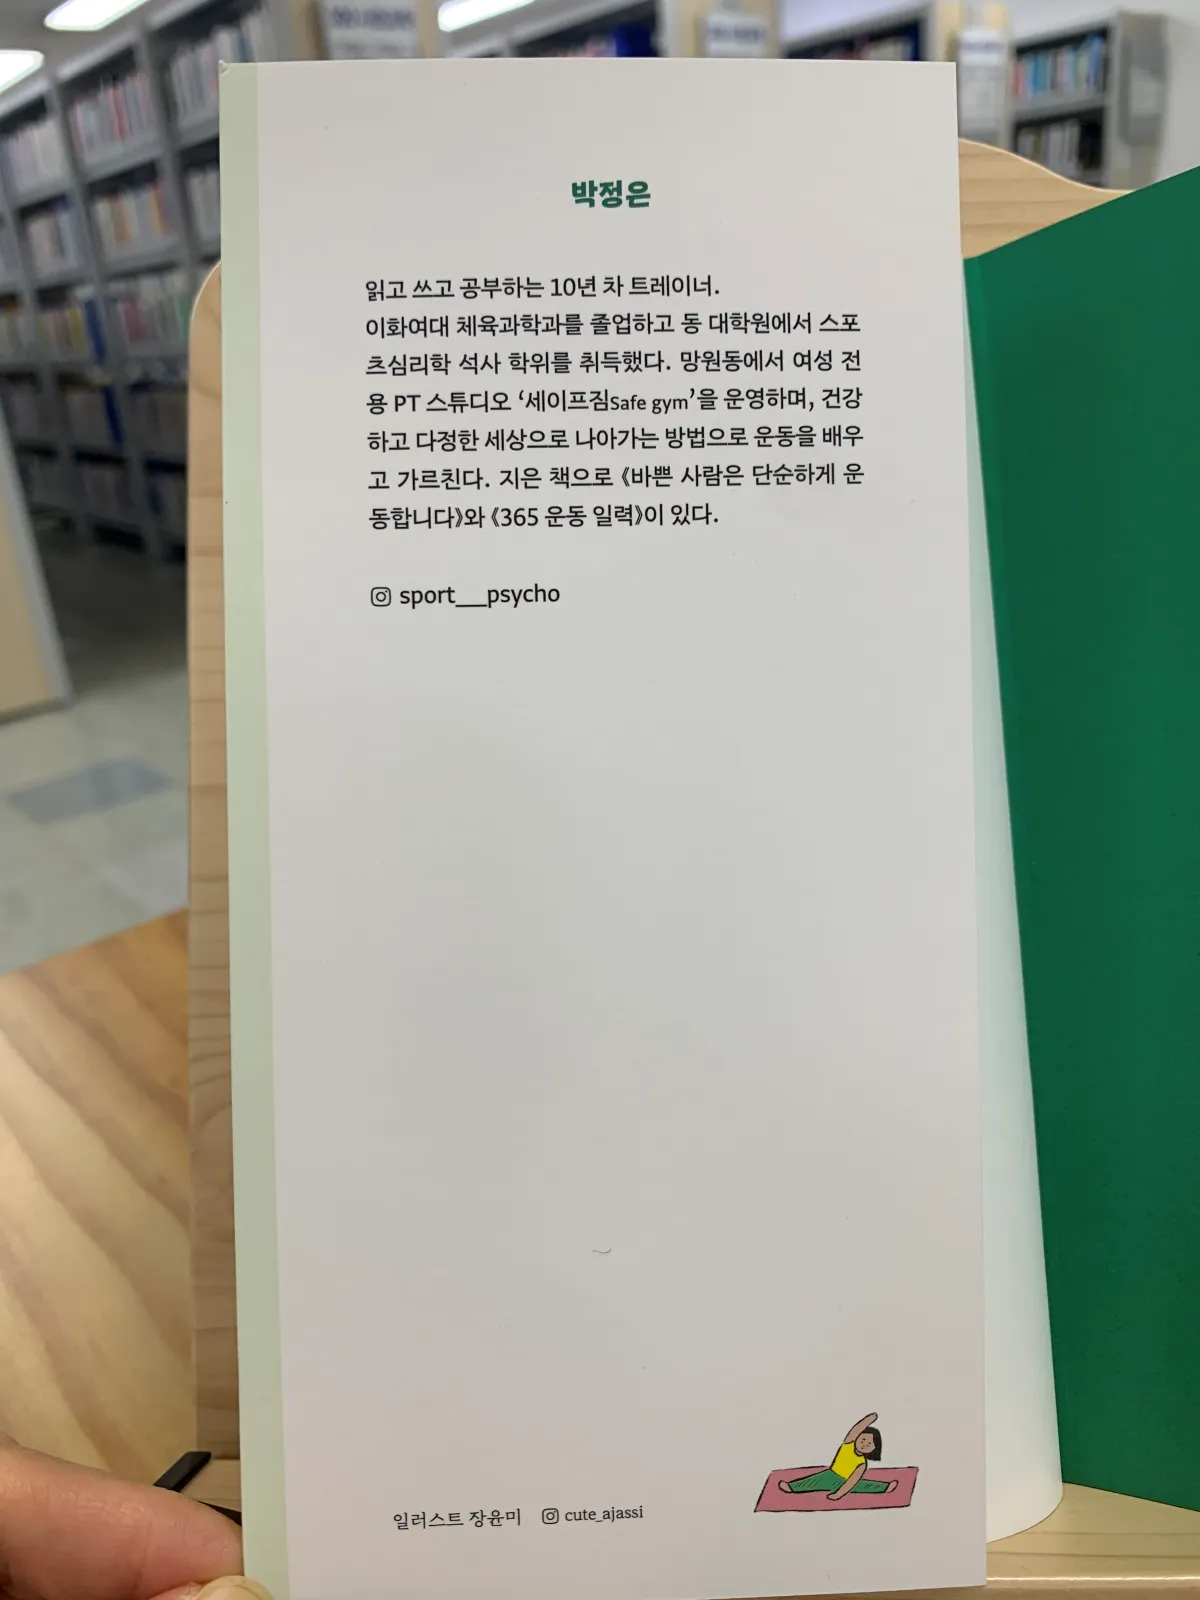 박정은
읽고 쓰고 공부하는 10년 차 트레이너.
이화여대 체육과학과를 졸업하고 동 대학원에서 스포
츠심리학 석사 학위를 취득했다. 망원동에서 여성 전
용 PT 스튜디오 ‘세이프짐Safe gym’을 운영하며, 건강
하고 다정한 세상으로 나아가는 방법으로 운동을 배우
고 가르친다. 지은 책으로 《바쁜 사람은 단순하게 운
동합니다》와 《365 운동 일력》이 있다.
sport__psycho
일러스트 장윤미 cute_ajassi